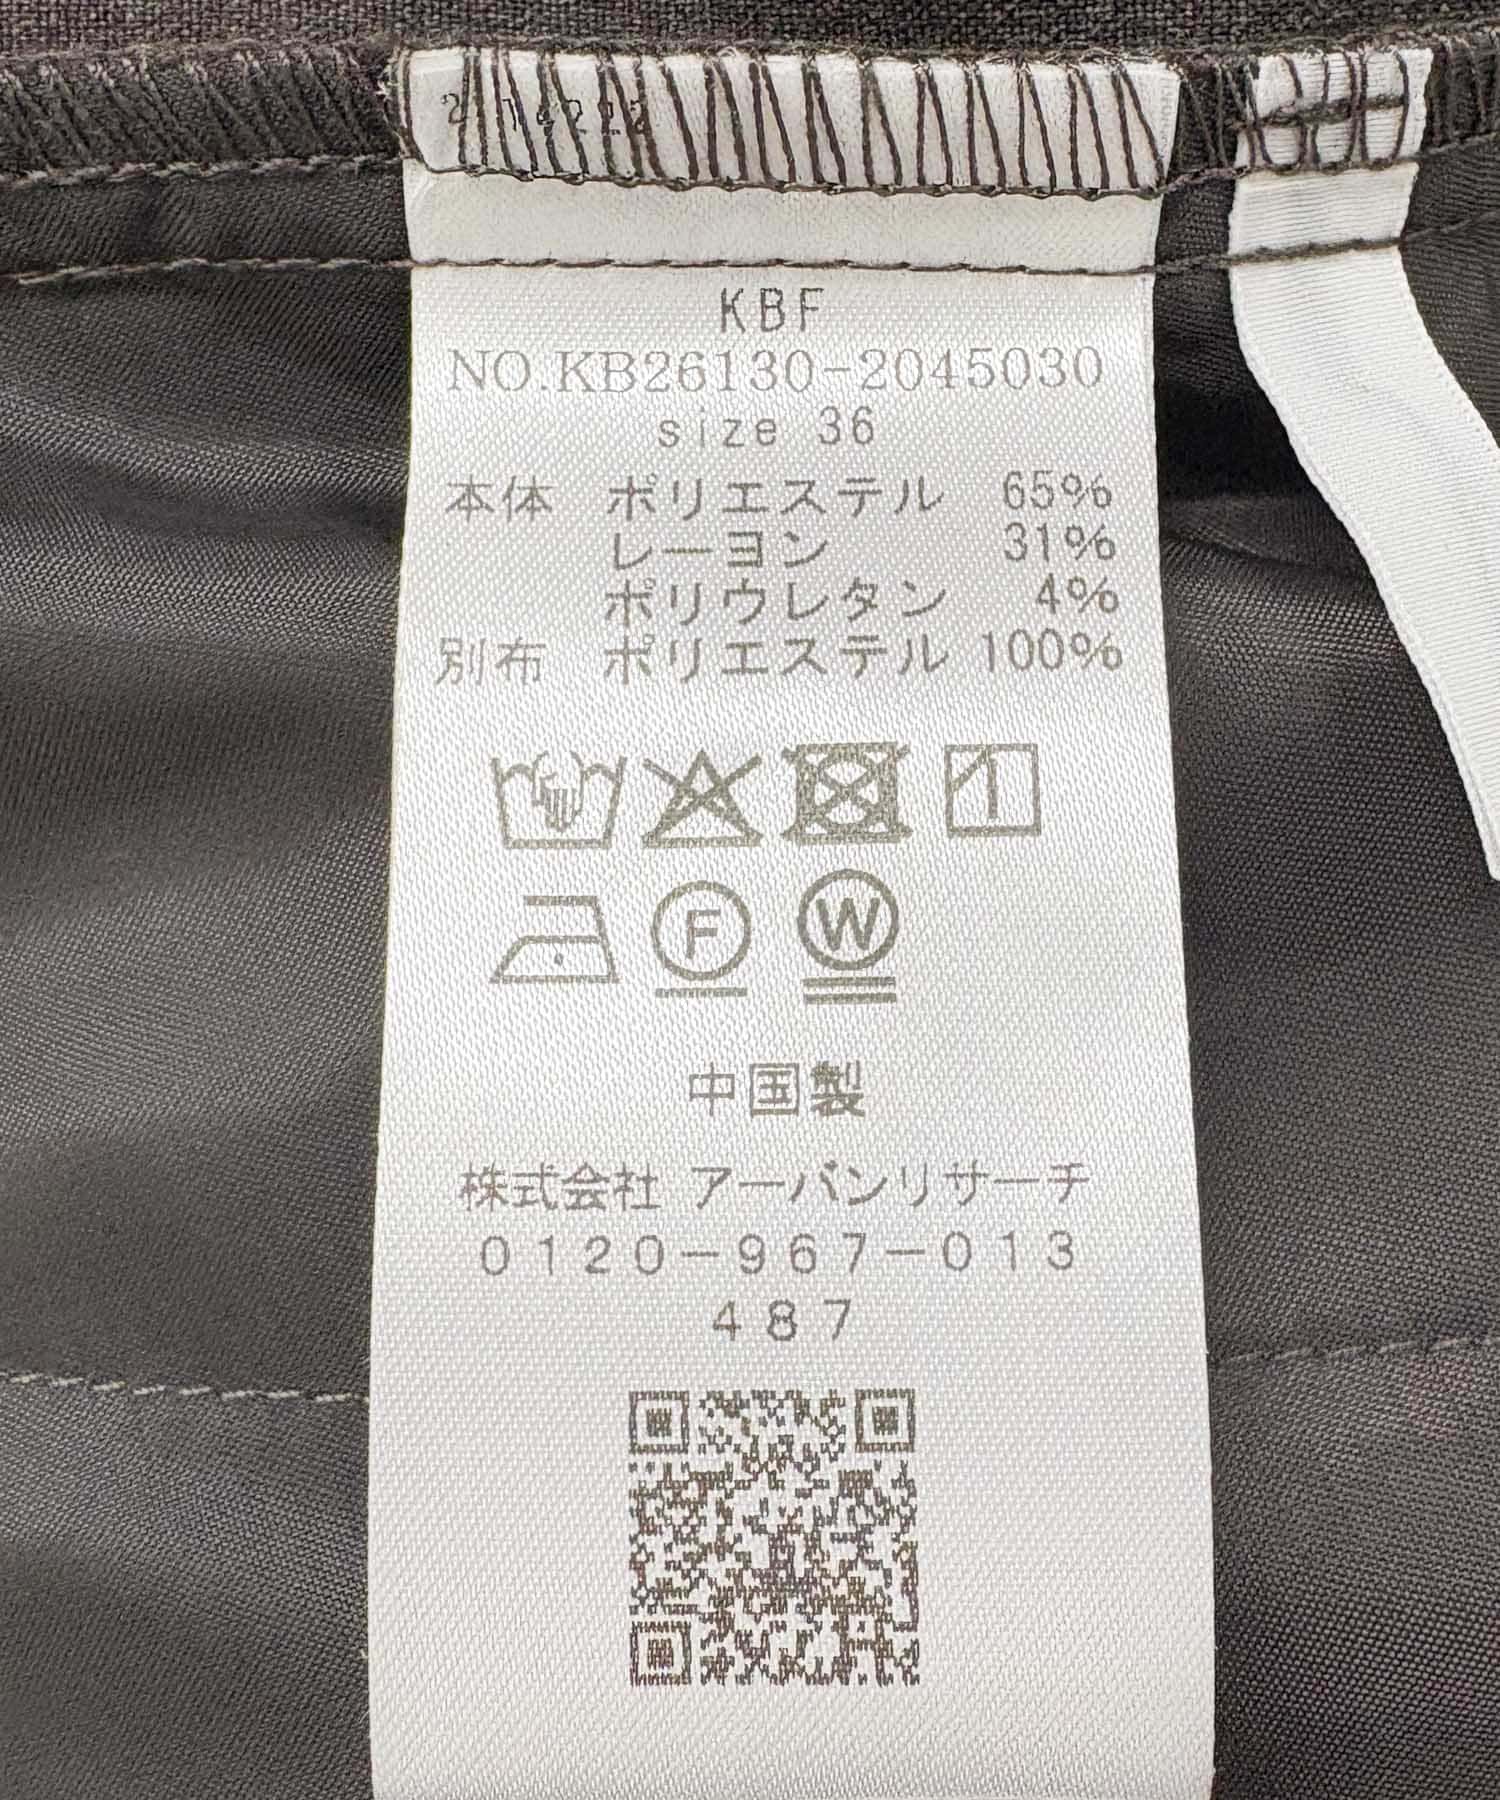 KBF
NO.KB26130-2045030
size 36
本体 ポリエステル 65%
レーヨン 31%
ポリウレタン 4%
別布 ポリエステル 100%
F W
中国製
株式会社 アーバンリサーチ
0120-967-013
487